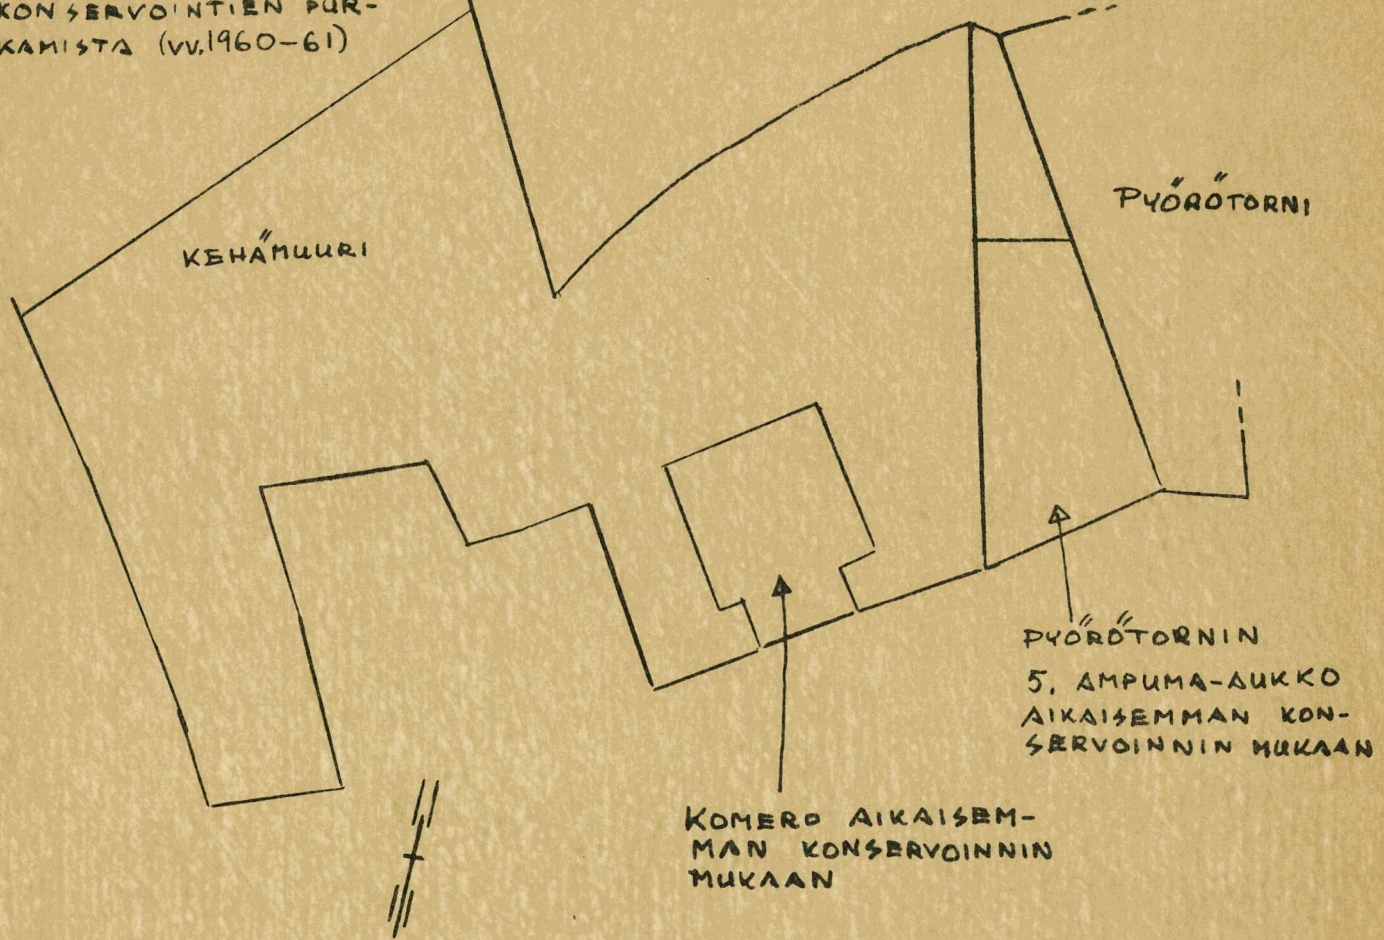 KONSERVOINTIEN PUR-
KAMISTA (VV.1960-61)
KEHÄMUURI
PYÖRÖTORNI
PYÖRÖTORNIN
5. AMPUMA-AUKKO
AIKAISEMMAN KON-
SERVOINNIN MUKAAN
KOMERO AIKAISEM-
MAN KONSERVOINNIN
MUKAAN